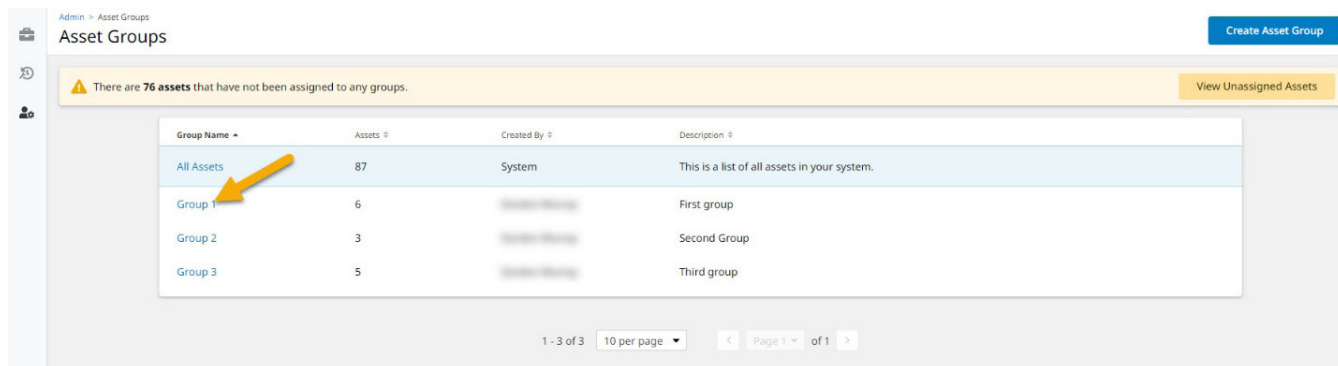 Admin > Asset Groups
Asset Groups
Create Asset Group
There are 76 assets that have not been assigned to any groups.
View Unassigned Assets
Group Name Assets Created By Description
All Assets 87 System This is a list of all assets in your system.
Group 1 6 First group
Group 2 3 Second Group
Group 3 5 Third group
1 - 3 of 3 10 per page < Page 1 of 1 >